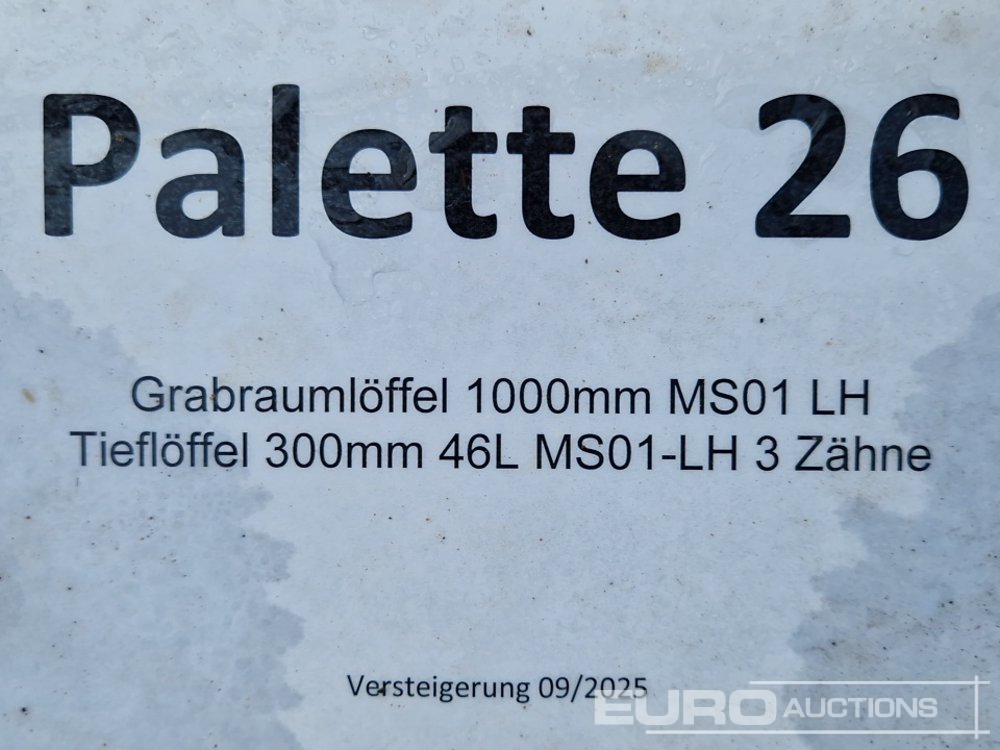 Palette 26
Grabraumlöffel 1000mm MS01 LH
Tieflöffel 300mm 46L MS01-LH 3 Zähne
Versteigerung 09/2025
EURO AUCTIONS